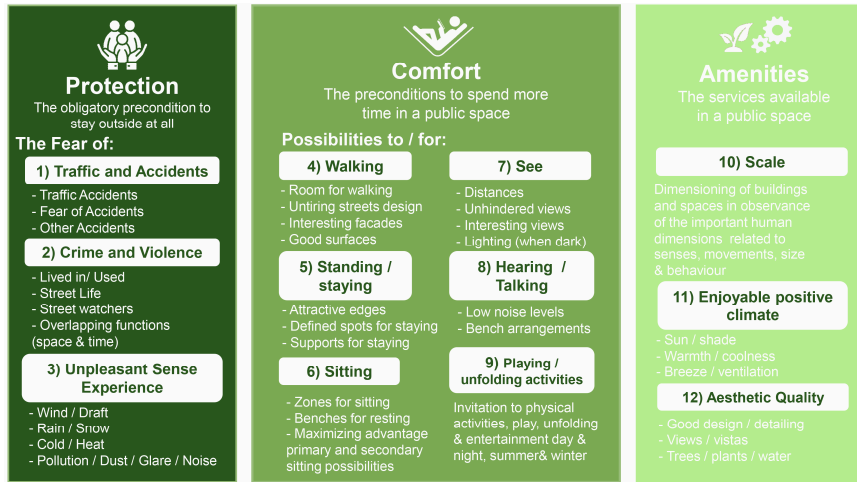 Protection
The obligatory precondition to
stay outside at all
The Fear of:
1) Traffic and Accidents
- Traffic Accidents
- Fear of Accidents
- Other Accidents
2) Crime and Violence
- Lived in/ Used
- Street Life
- Street watchers
- Overlapping functions
(space & time)
3) Unpleasant Sense
Experience
- Wind / Draft
- Rain / Snow
- Cold / Heat
- Pollution / Dust / Glare / Noise
Comfort
The preconditions to spend more
time in a public space
Possibilities to / for:
4) Walking
- Room for walking
- Untiring streets design
- Interesting facades
- Good surfaces
5) Standing /
staying
- Attractive edges
- Defined spots for staying
- Supports for staying
6) Sitting
- Zones for sitting
- Benches for resting
- Maximizing advantage
primary and secondary
sitting possibilities
7) See
- Distances
- Unhindered views
- Interesting views
- Lighting (when dark)
8) Hearing /
Talking
- Low noise levels
- Bench arrangements
9) Playing /
unfolding activities
Invitation to physical
activities, play, unfolding
& entertainment day &
night, summer& winter
Amenities
The services available
in a public space
10) Scale
Dimensioning of buildings
and spaces in observance
of the important human
dimensions related to
senses, movements, size
& behaviour
11) Enjoyable positive
climate
- Sun / shade
- Warmth / coolness
- Breeze / ventilation
12) Aesthetic Quality
- Good design / detailing
- Views / vistas
- Trees / plants / water